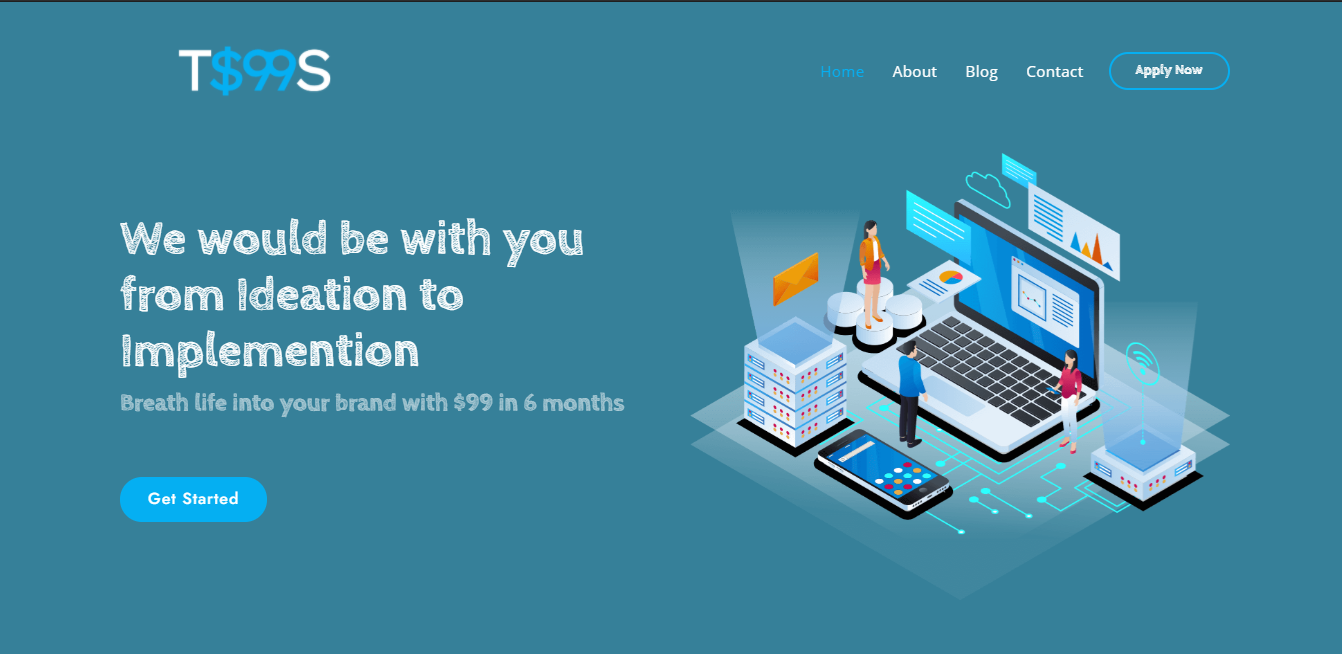 T$99S
Home About Blog Contact Apply Now
We would be with you
from Ideation to
Implemention
Breath life into your brand with $99 in 6 months
Get Started